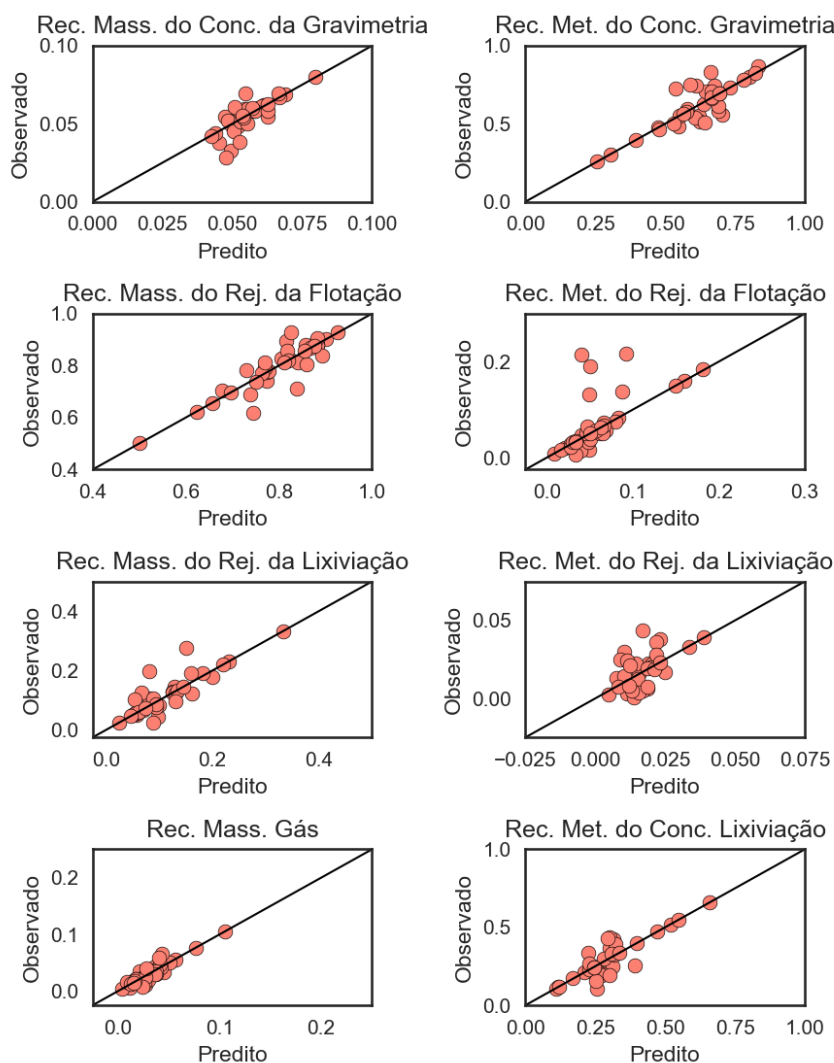 Rec. Mass. do Conc. da Gravimetria
0.10
0.05
0.00
Observado
0.000 0.025 0.050 0.075 0.100
Predito
Rec. Met. do Conc. Gravimetria
1.0
0.5
0.0
Observado
0.00 0.25 0.50 0.75 1.00
Predito
Rec. Mass. do Rej. da Flotação
1.0
0.8
0.6
0.4
Observado
0.4 0.6 0.8 1.0
Predito
Rec. Met. do Rej. da Flotação
0.2
0.0
Observado
0.0 0.1 0.2 0.3
Predito
Rec. Mass. do Rej. da Lixiviação
0.4
0.2
0.0
Observado
0.0 0.2 0.4
Predito
Rec. Met. do Rej. da Lixiviação
0.05
0.00
Observado
−0.025 0.000 0.025 0.050 0.075
Predito
Rec. Mass. Gás
0.2
0.1
0.0
Observado
0.0 0.1 0.2
Predito
Rec. Met. do Conc. Lixiviação
1.0
0.5
0.0
Observado
0.00 0.25 0.50 0.75 1.00
Predito